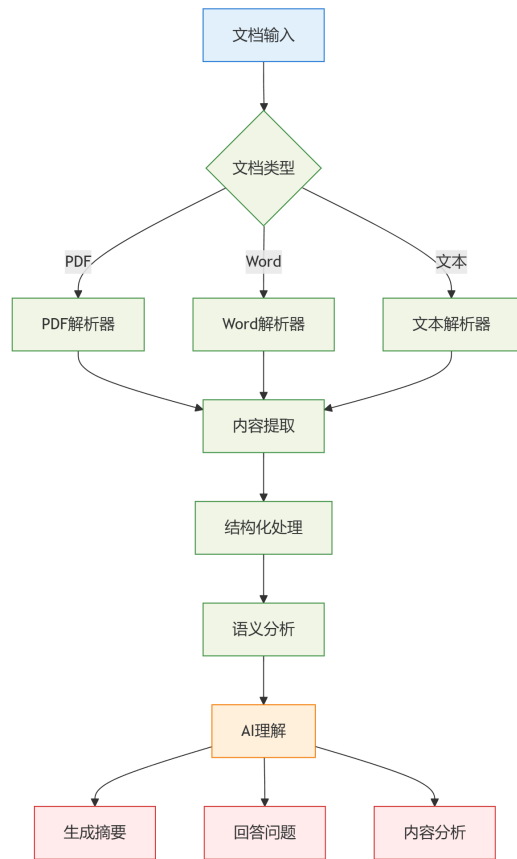 文档输入
文档类型
PDF
Word
文本
PDF解析器
Word解析器
文本解析器
内容提取
结构化处理
语义分析
AI理解
生成摘要
回答问题
内容分析